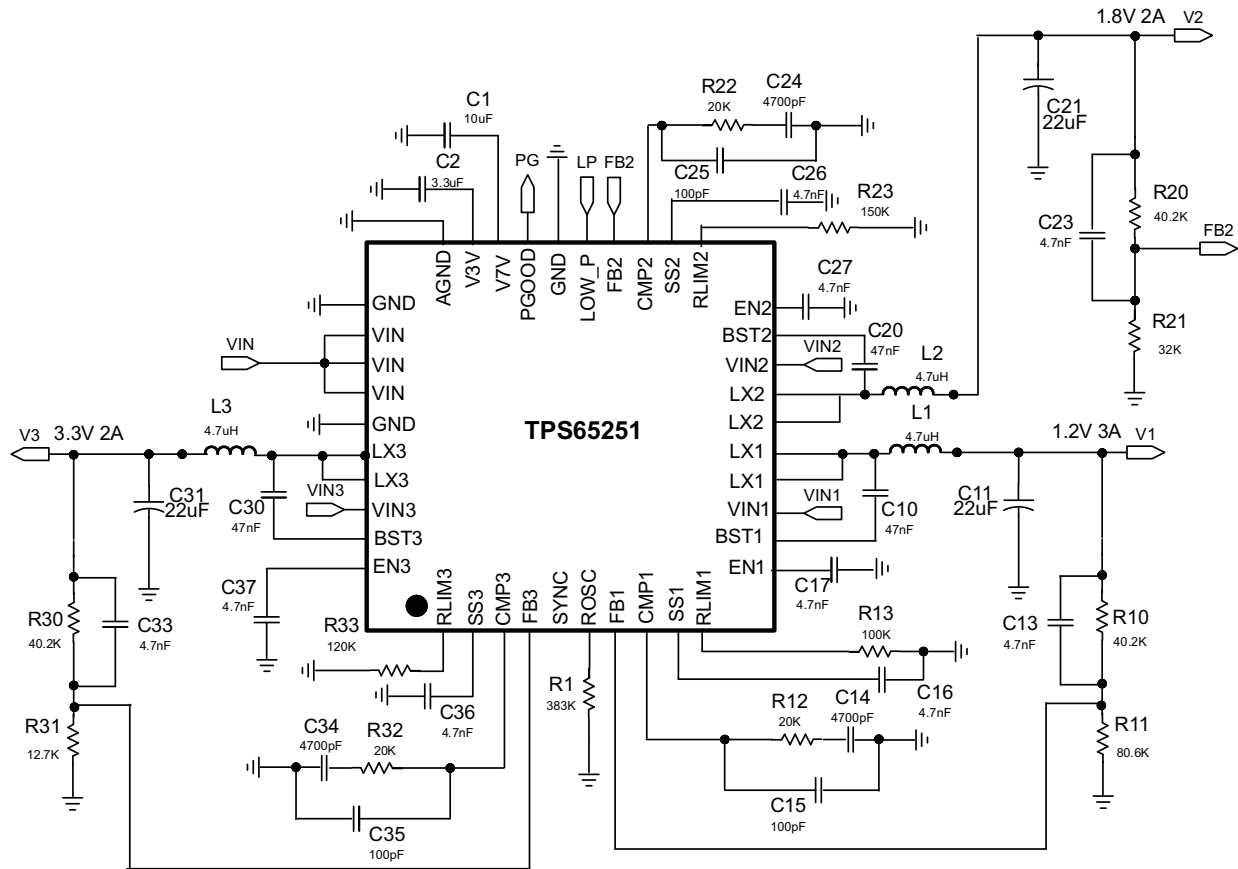 1.8V 2A
V2
C1
10uF
R22
20K
C24
4700pF
C21
22uF
C2
3.3uF
PG
LP
FB2
C25
100pF
C26
4.7nF
R23
150K
C23
4.7nF
R20
40.2K
FB2
R21
32K
AGND
V3V
V7V
PGOOD
GND
LOW_P
FB2
CMP2
SS2
RLIM2
C27
4.7nF
GND
EN2
C20
47nF
VIN
VIN
BST2
VIN
VIN2
VIN2
L2
4.7uH
VIN
LX2
GND
LX2
TPS65251
L3
4.7uH
L1
4.7uH
V3
3.3V 2A
1.2V 3A
V1
LX3
LX1
LX3
LX1
C31
22uF
C30
47nF
VIN3
VIN3
VIN1
VIN1
C10
47nF
C11
22uF
BST3
BST1
EN3
EN1
C37
4.7nF
C17
4.7nF
RLIM3
SS3
CMP3
FB3
SYNC
ROSC
FB1
CMP1
SS1
RLIM1
R30
40.2K
C33
4.7nF
R33
120K
R13
100K
C13
4.7nF
R10
40.2K
R31
12.7K
C36
4.7nF
R1
383K
C16
4.7nF
R11
80.6K
C34
4700pF
R32
20K
R12
20K
C14
4700pF
C35
100pF
C15
100pF